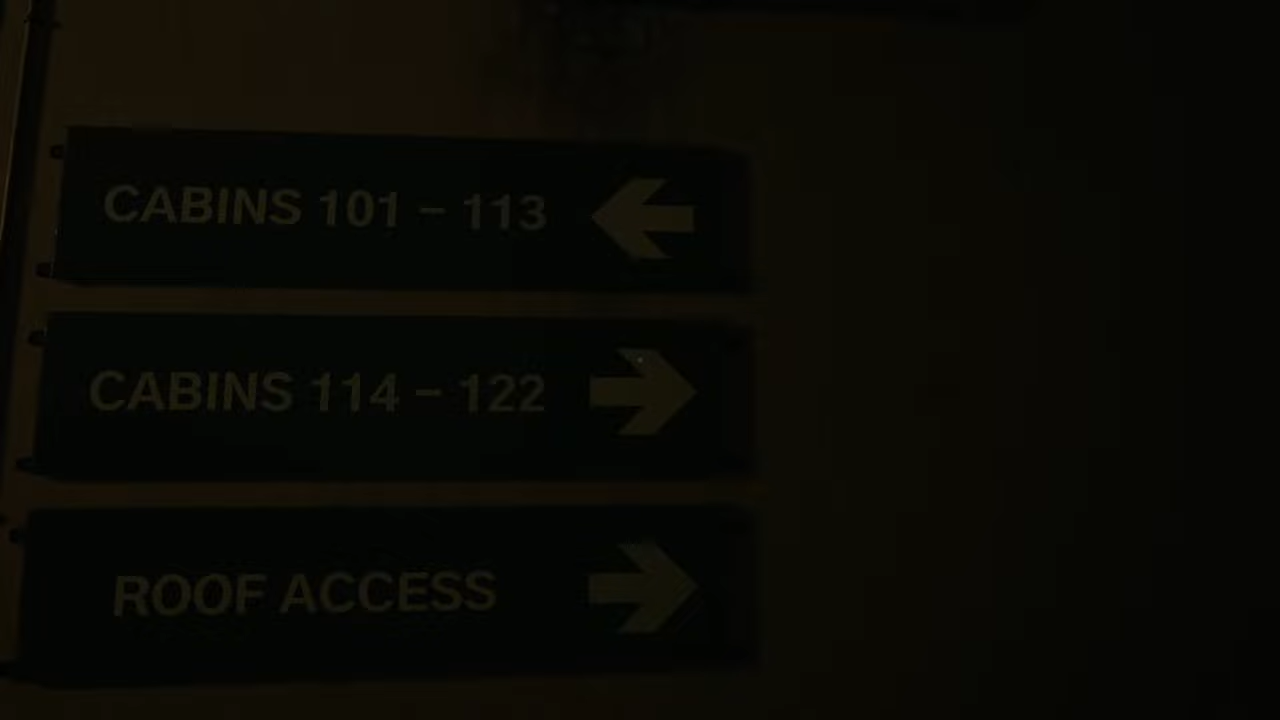 CABINS 101 – 113
CABINS 114 – 122
ROOF ACCESS